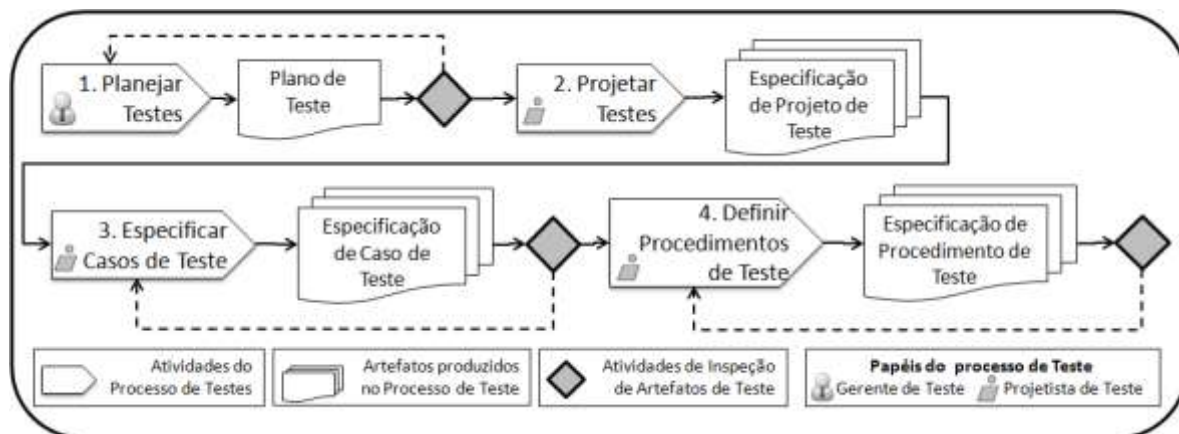 1. Planejar
Testes
Plano de
Teste
2. Projetar
Testes
Especificação
de Projeto de
Teste
3. Especificar
Casos de Teste
Especificação
de Caso de
Teste
4. Definir
Procedimentos
de Teste
Especificação de
Procedimento de
Teste
Atividades do
Processo de Testes
Artefatos produzidos
no Processo de Teste
Atividades de Inspeção
de Artefatos de Teste
Papéis do processo de Teste
Gerente de Teste
Projetista de Teste